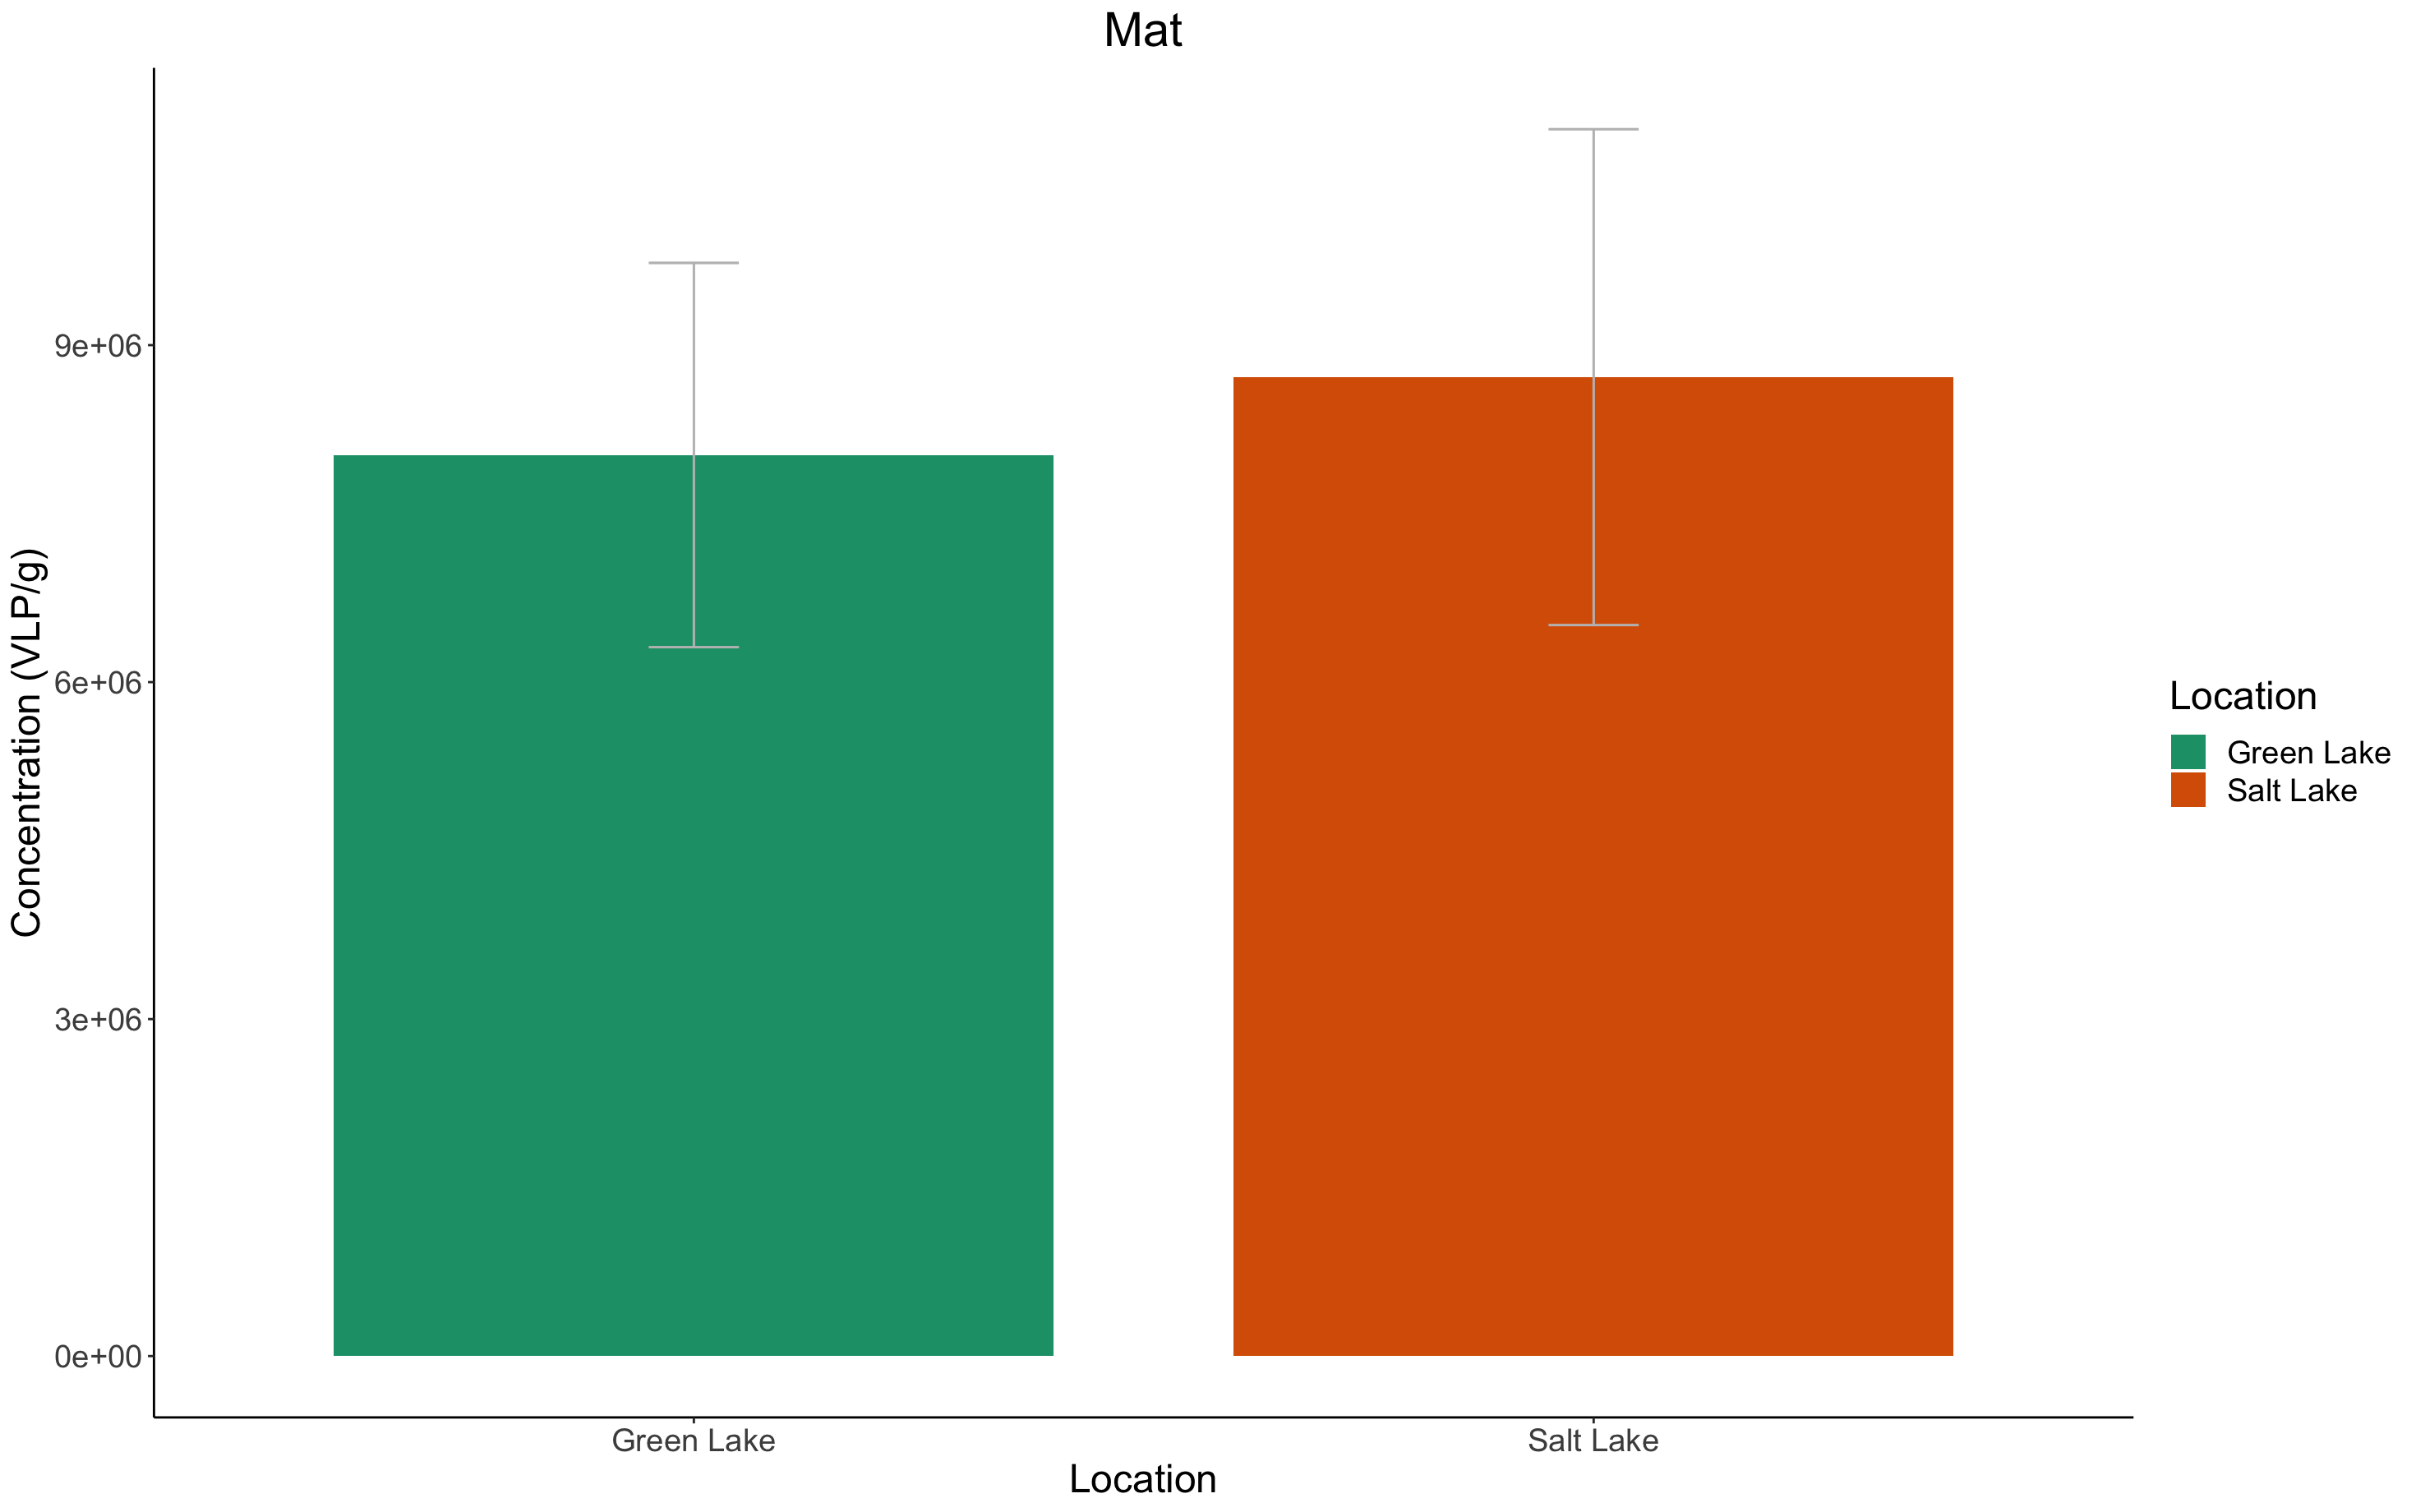 Mat
Concentration (VLP/g)
9e+06
6e+06
3e+06
0e+00
Green Lake
Salt Lake
Location
Location
Green Lake
Salt Lake